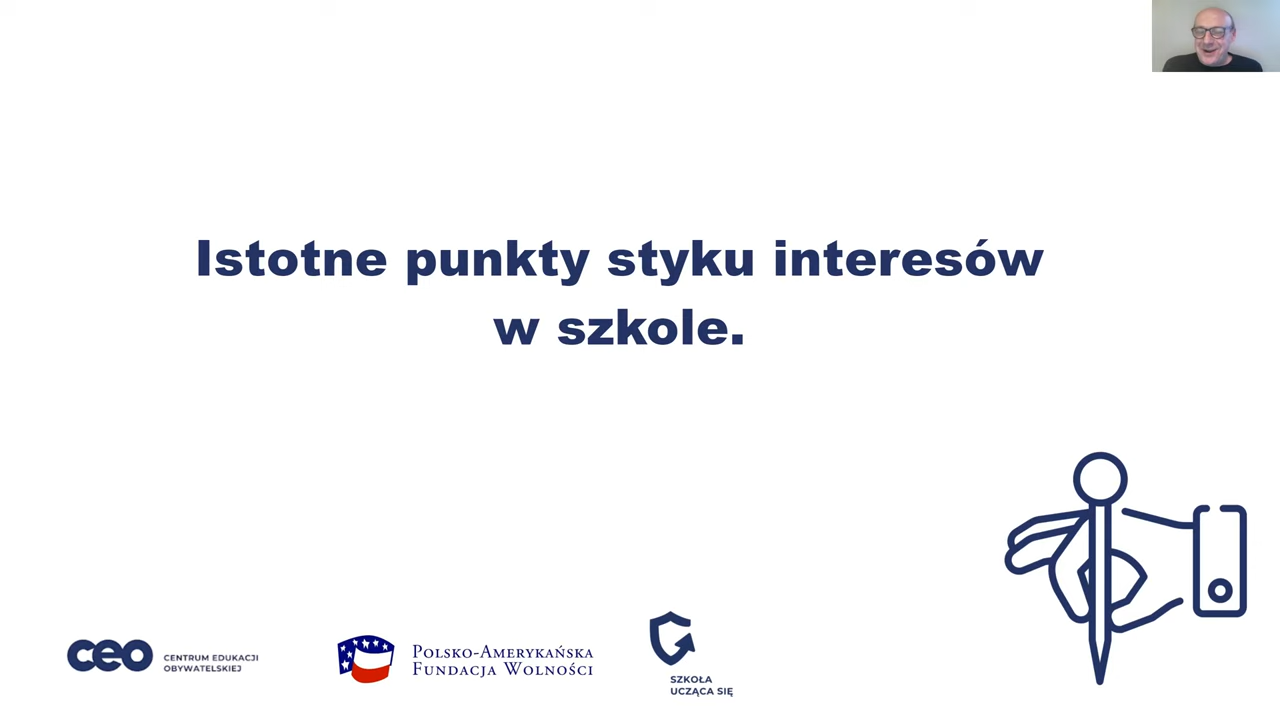 Istotne punkty styku interesów
w szkole.
ceo
CENTRUM EDUKACJI
OBYWATELSKIEJ
Polsko-Amerykańska
Fundacja Wolności
SZKOŁA
UCZĄCA SIĘ